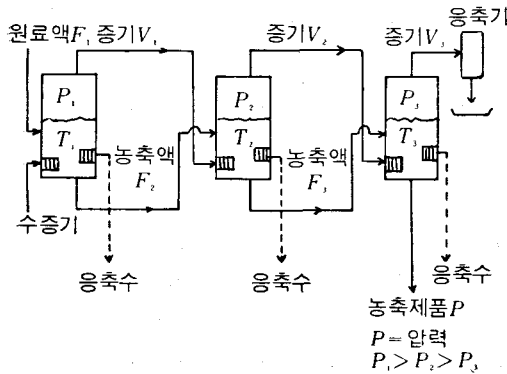 응축기
원료액F₁ 증기V₁
증기V₂
증기V₃
P₁
P₂
P₃
T₁
T₂
T₃
농축액
F₂
농축액
F₃
수증기
응축수
응축수
응축수
농축제품P
P=압력
P₁>P₂>P₃